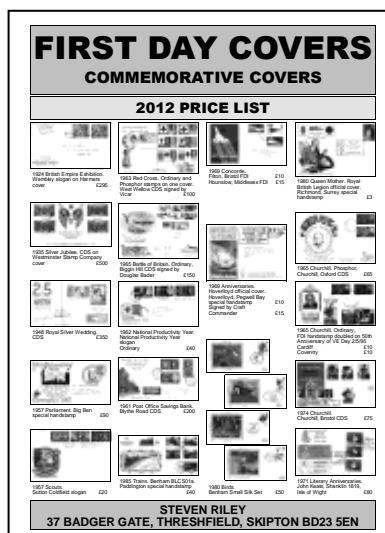 FIRST DAY COVERS
COMMEMORATIVE COVERS
2012 PRICE LIST
1924 British Empire Exhibition.
Wembley slogan on Harmers
cover £295
1935 Silver Jubilee. CDS on
Westminster Stamp Company
cover £500
1948 Royal Silver Wedding.
CDS £350
1957 Parliament. Big Ben
special handstamp £90
1957 Scouts.
Sutton Coldfield slogan £20
1963 Red Cross. Ordinary and
Phosphor stamps on one cover.
West Wellow CDS signed by
Vicar £100
1965 Battle of Britain. Ordinary,
Biggin Hill CDS signed by
Douglas Bader £150
1962 National Productivity Year.
National Productivity Year
slogan
Ordinary £40
1961 Post Office Savings Bank.
Blythe Road CDS £200
1985 Trains. Benham BLCS01a.
Paddington special handstamp
£40
1969 Concorde.
Filton, Bristol FDI £10
Hounslow, Middlesex FDI £15
1969 Anniversaries.
Hoverlloyd official cover.
Hoverlloyd, Pegwell Bay
special handstamp £10
Signed by Craft
Commander £15
1980 Birds.
Benham Small Silk Set £50
1980 Queen Mother. Royal
British Legion official cover.
Richmond, Surrey special
handstamp £3
1965 Churchill. Phosphor,
Churchill, Oxford CDS £65
1965 Churchill. Ordinary.
FDI handstamp doubled on 50th
Anniversary of VE Day 2/5/95
Cardiff £10
Coventry £10
1974 Churchill.
Churchill, Bristol CDS £75
1971 Literary Anniversaries.
John Keats, Shanklin 1819,
Isle of Wight £80
STEVEN RILEY
37 BADGER GATE, THRESHFIELD, SKIPTON BD23 5EN